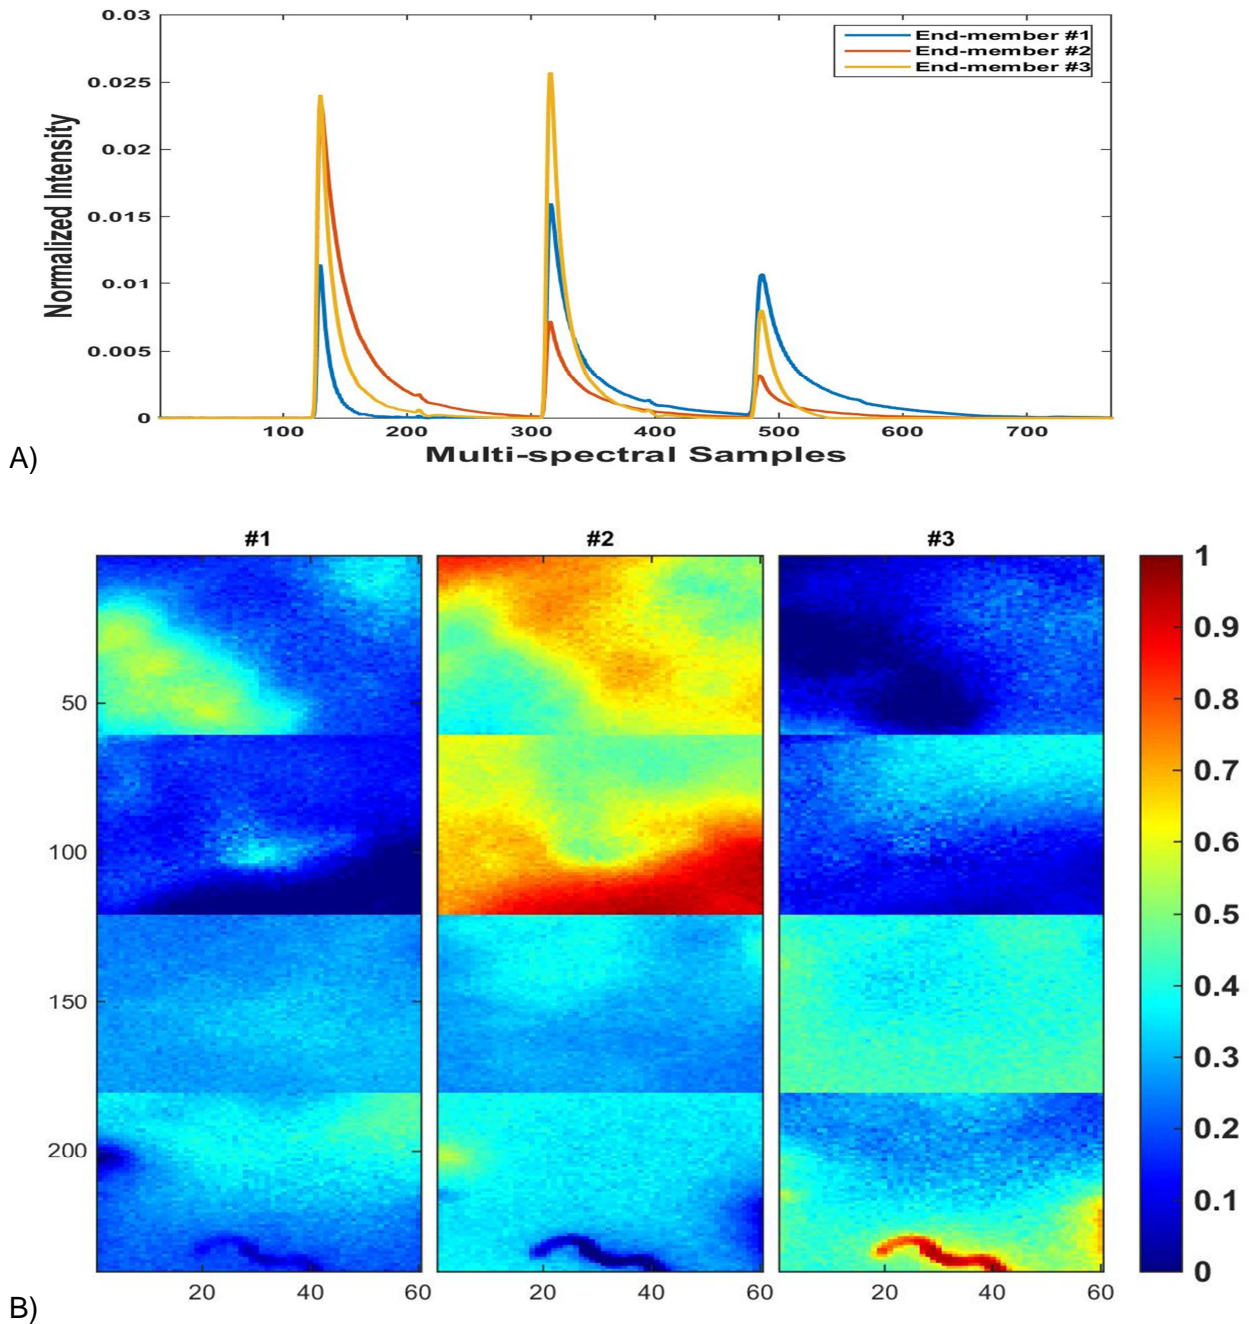 0.03
0.025
0.02
0.015
0.01
0.005
0
Normalized Intensity
End-member #1
End-member #2
End-member #3
100 200 300 400 500 600 700
Multi-spectral Samples
A)
#1 #2 #3
50
100
150
200
20 40 60 20 40 60 20 40 60
1
0.9
0.8
0.7
0.6
0.5
0.4
0.3
0.2
0.1
0
B)